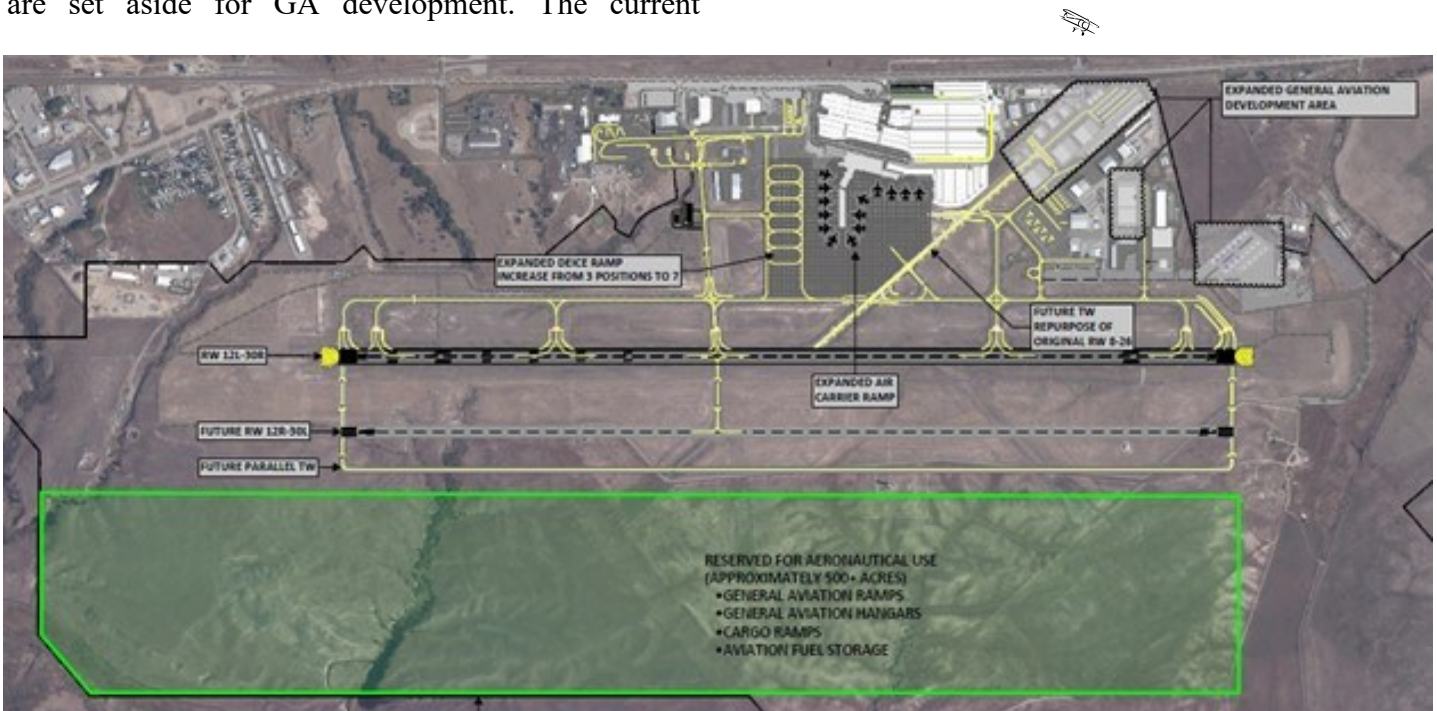 are set aside for GA development. The current
EXPANDED GENERAL AVIATION
DEVELOPMENT AREA
EXPANDED DEICE RAMP
INCREASE FROM 3 POSITIONS TO 7
FUTURE TW
REPURPOSE OF
ORIGINAL RW 8-26
RW 12L-30R
EXPANDED AIR
CARRIER RAMP
FUTURE RW 12R-30L
FUTURE PARALLEL TW
RESERVED FOR AERONAUTICAL USE
(APPROXIMATELY 500+ ACRES)
•GENERAL AVIATION RAMPS
•GENERAL AVIATION HANGARS
•CARGO RAMPS
•AVIATION FUEL STORAGE